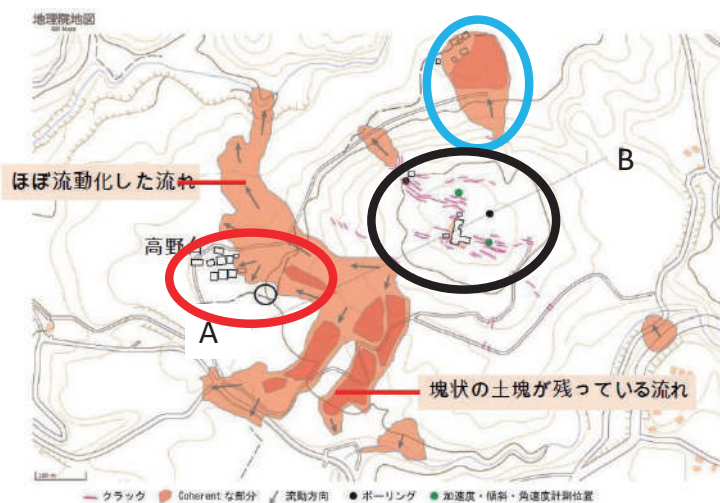 地理院地図
GSI Maps
B
ほぼ流動化した流れ
高野台
A
塊状の土塊が残っている流れ
100 m
クラック Coherent な部分 流動方向 ボーリング 加速度・傾斜・角速度計測位置